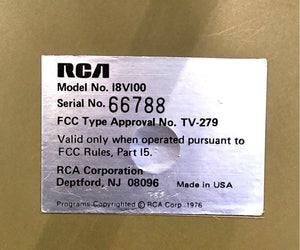 RCA
Model No. 18V100
Serial No. 66788
FCC Type Approval No. TV-279
Valid only when operated pursuant to
FCC Rules, Part 15.
RCA Corporation
Deptford, NJ 08096 Made in USA
Programs Copyrighted © RCA Corp. 1976